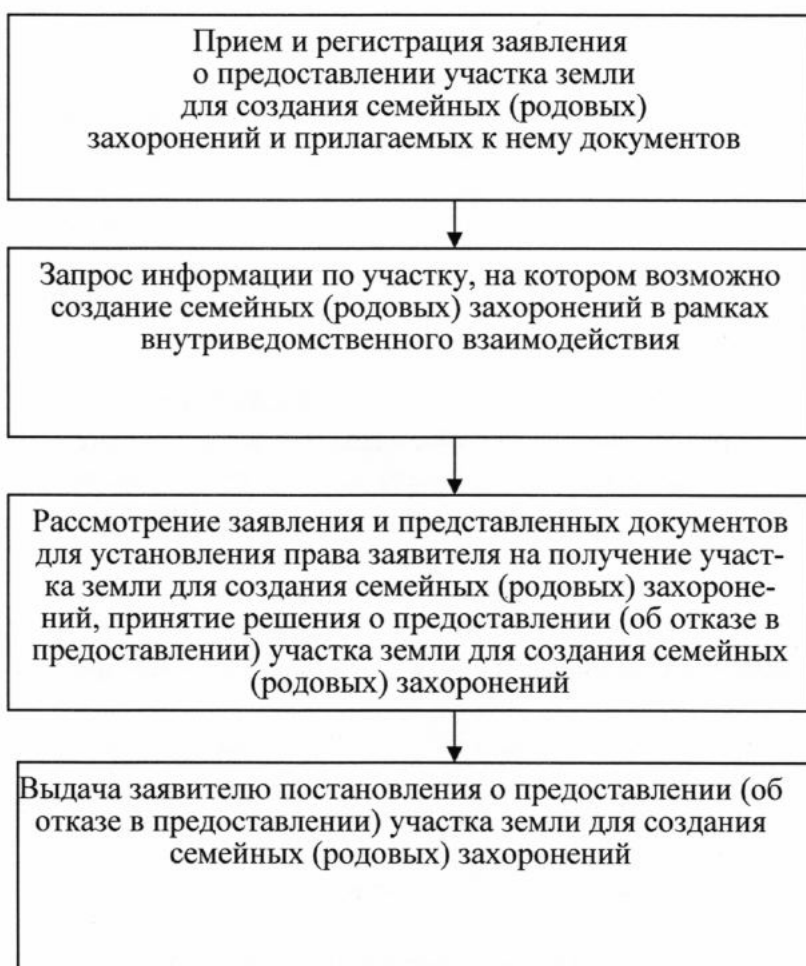 Прием и регистрация заявления
о предоставлении участка земли
для создания семейных (родовых)
захоронений и прилагаемых к нему документов
Запрос информации по участку, на котором возможно
создание семейных (родовых) захоронений в рамках
внутриведомственного взаимодействия
Рассмотрение заявления и представленных документов
для установления права заявителя на получение участ-
ка земли для создания семейных (родовых) захороне-
ний, принятие решения о предоставлении (об отказе в
предоставлении) участка земли для создания семейных
(родовых) захоронений
Выдача заявителю постановления о предоставлении (об
отказе в предоставлении) участка земли для создания
семейных (родовых) захоронений